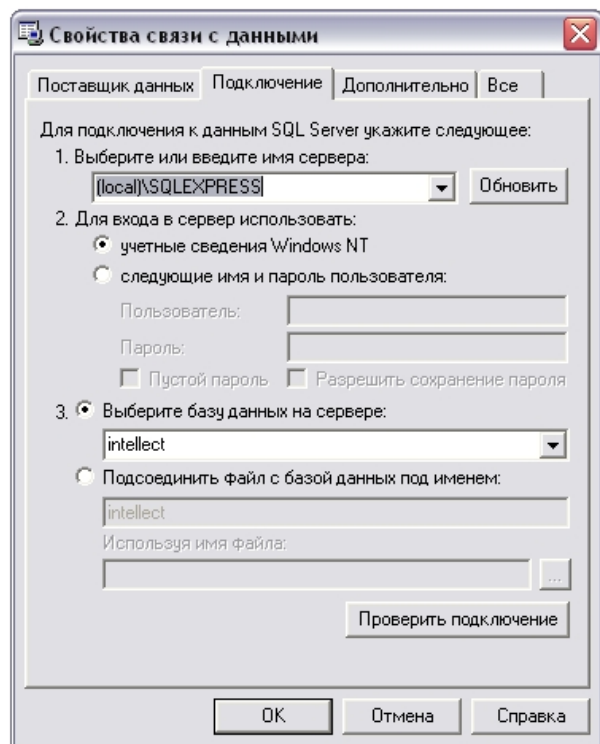 Свойства связи с данными
Поставщик данных Подключение Дополнительно Все
Для подключения к данным SQL Server укажите следующее:
1. Выберите или введите имя сервера:
(local)\SQLEXPRESS Обновить
2. Для входа в сервер использовать:
учетные сведения Windows NT
следующие имя и пароль пользователя:
Пользователь:
Пароль:
Пустой пароль Разрешить сохранение пароля
3. Выберите базу данных на сервере:
intellect
Подсоединить файл с базой данных под именем:
intellect
Используя имя файла:
...
Проверить подключение
OK Отмена Справка